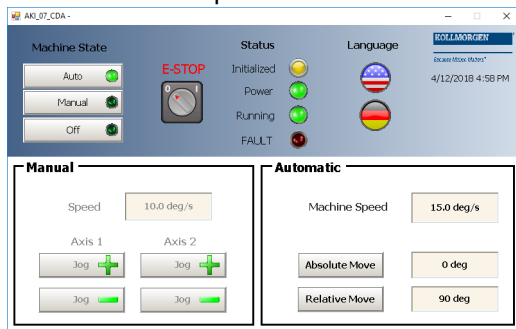 AKI_07_CDA -
Machine State
Auto
Manual
Off
E-STOP
0 I
Status
Initialized
Power
Running
FAULT
Language
KOLLMORGEN
Because Motion Matters™
4/12/2018 4:58 PM
Manual
Speed 10.0 deg/s
Axis 1 Axis 2
Jog Jog
Jog Jog
Automatic
Machine Speed 15.0 deg/s
Absolute Move 0 deg
Relative Move 90 deg